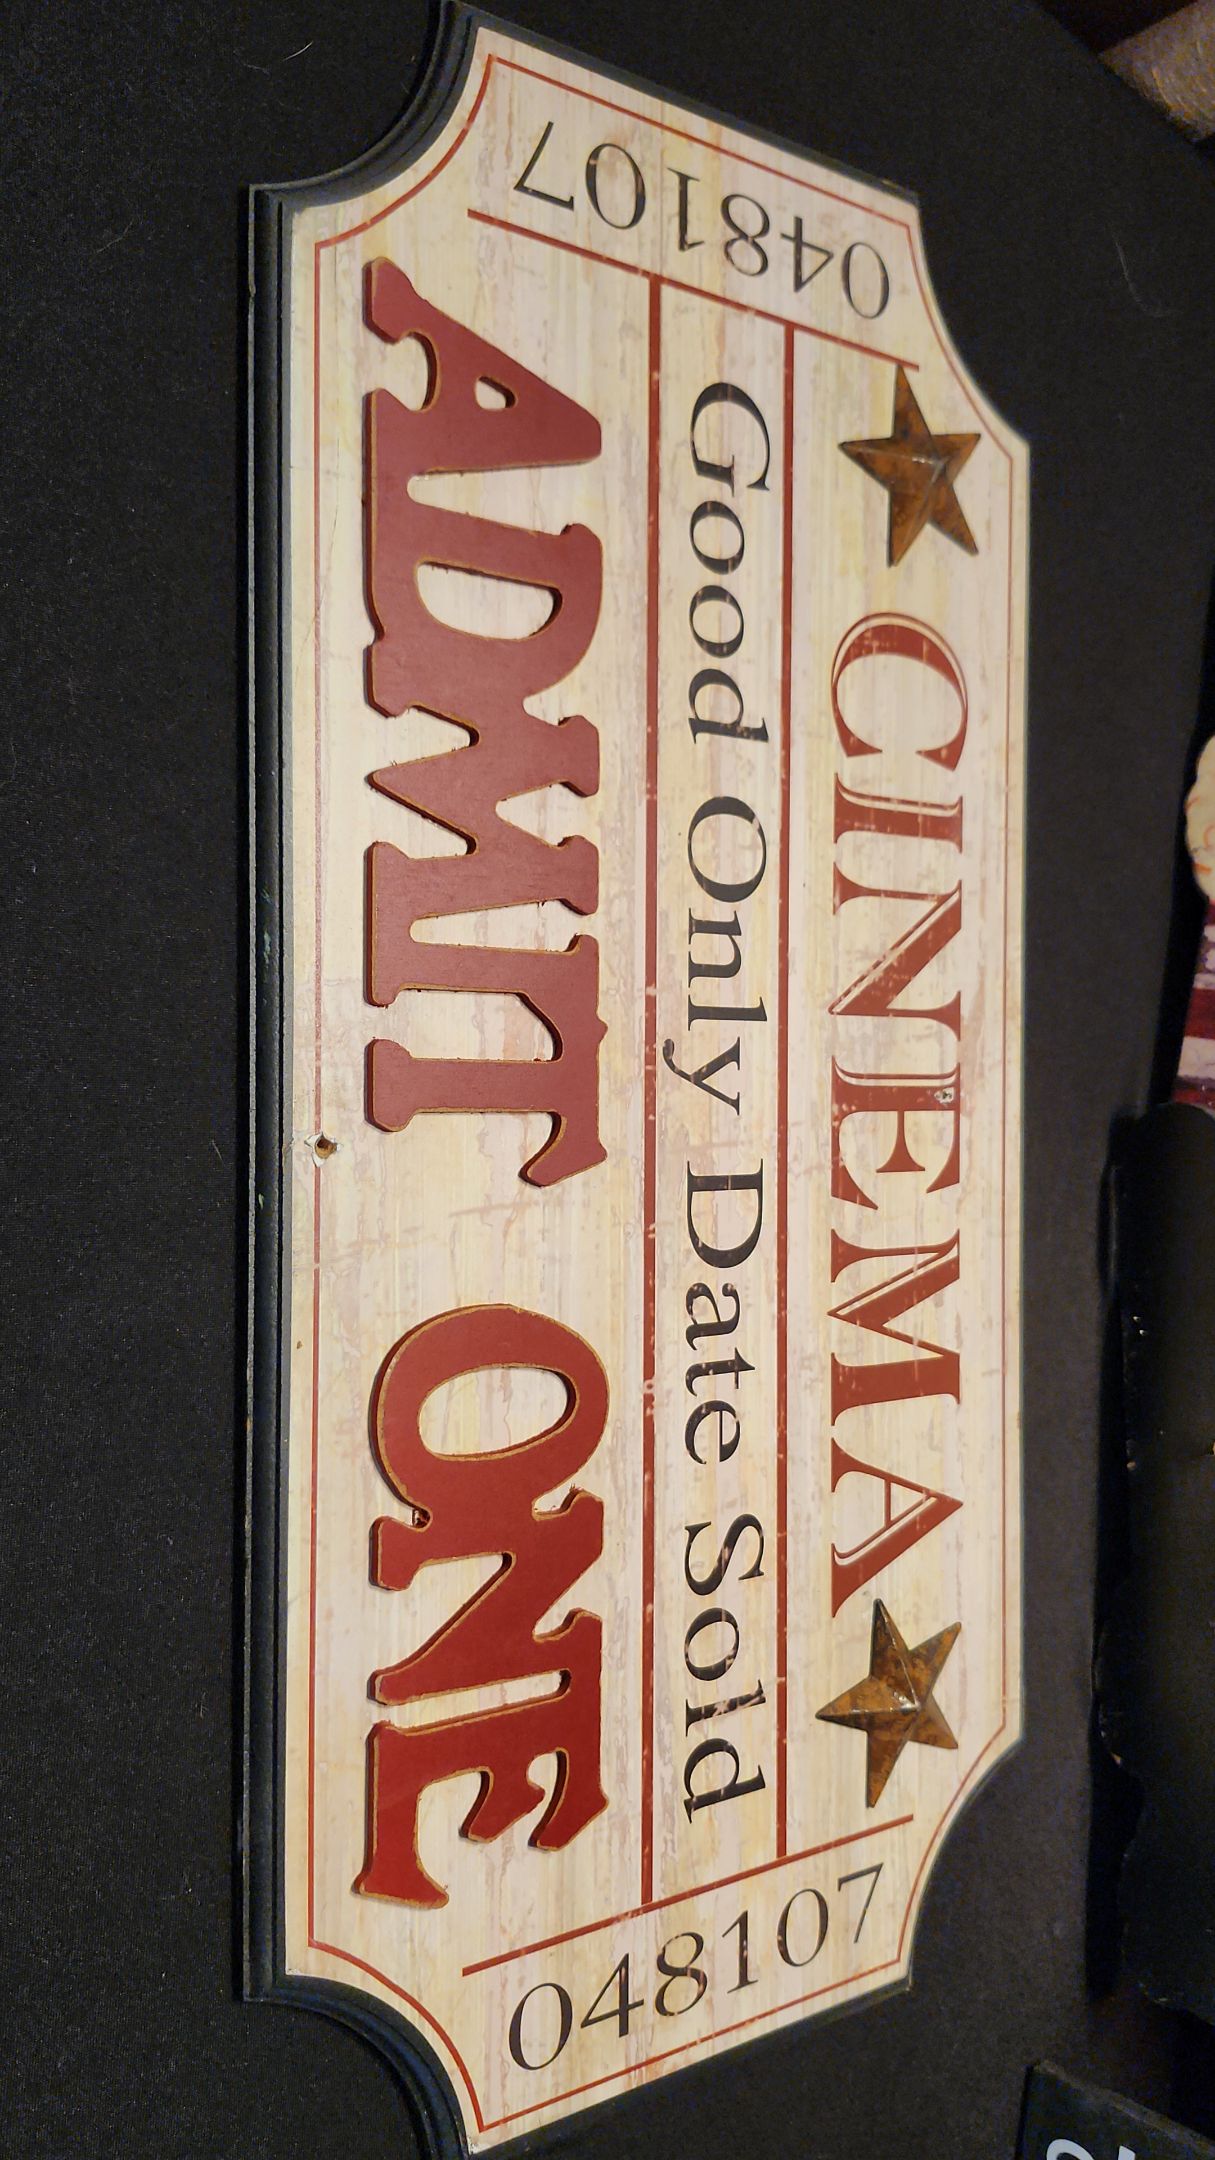 048107
CINEMA
Good Only Date Sold
ADMIT ONE
048107